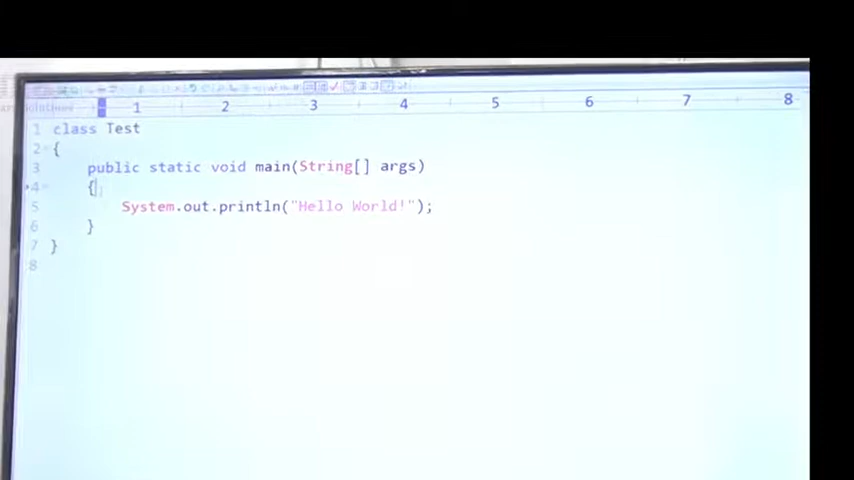 1 2 3 4 5 6 7 8
1 class Test
2 {
3 public static void main(String[] args)
4 {
5 System.out.println("Hello World!");
6 }
7 }
8